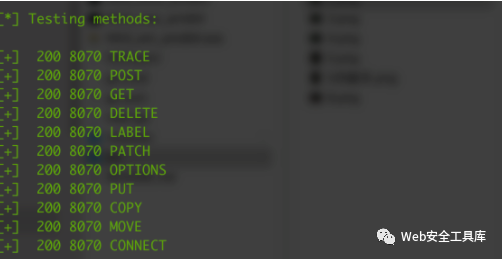 [*] Testing methods:
[+] 200 8070 TRACE
[+] 200 8070 POST
[+] 200 8070 GET
[+] 200 8070 DELETE
[+] 200 8070 LABEL
[+] 200 8070 PATCH
[+] 200 8070 OPTIONS
[+] 200 8070 PUT
[+] 200 8070 COPY
[+] 200 8070 MOVE
[+] 200 8070 CONNECT
Web安全工具库